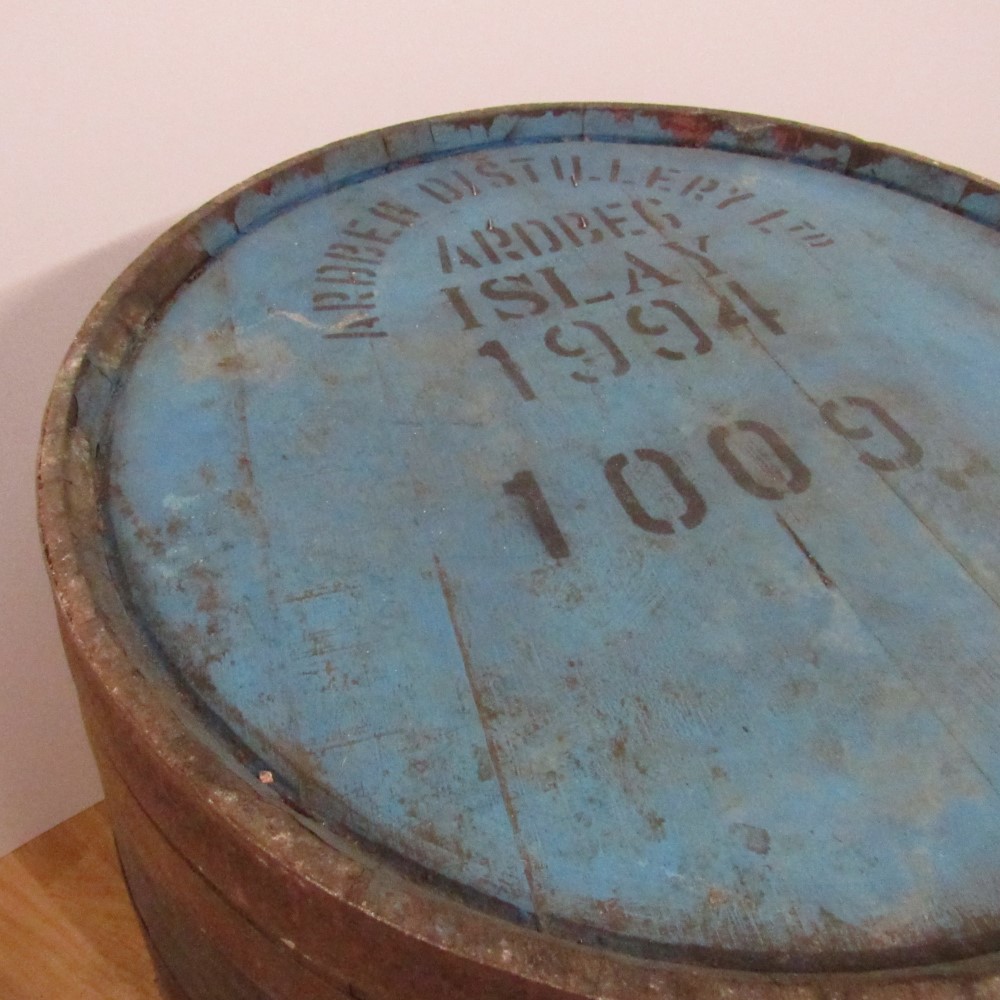 ARDBEG DISTILLERY LTD
ARDBEG
ISLAY
1994
1009